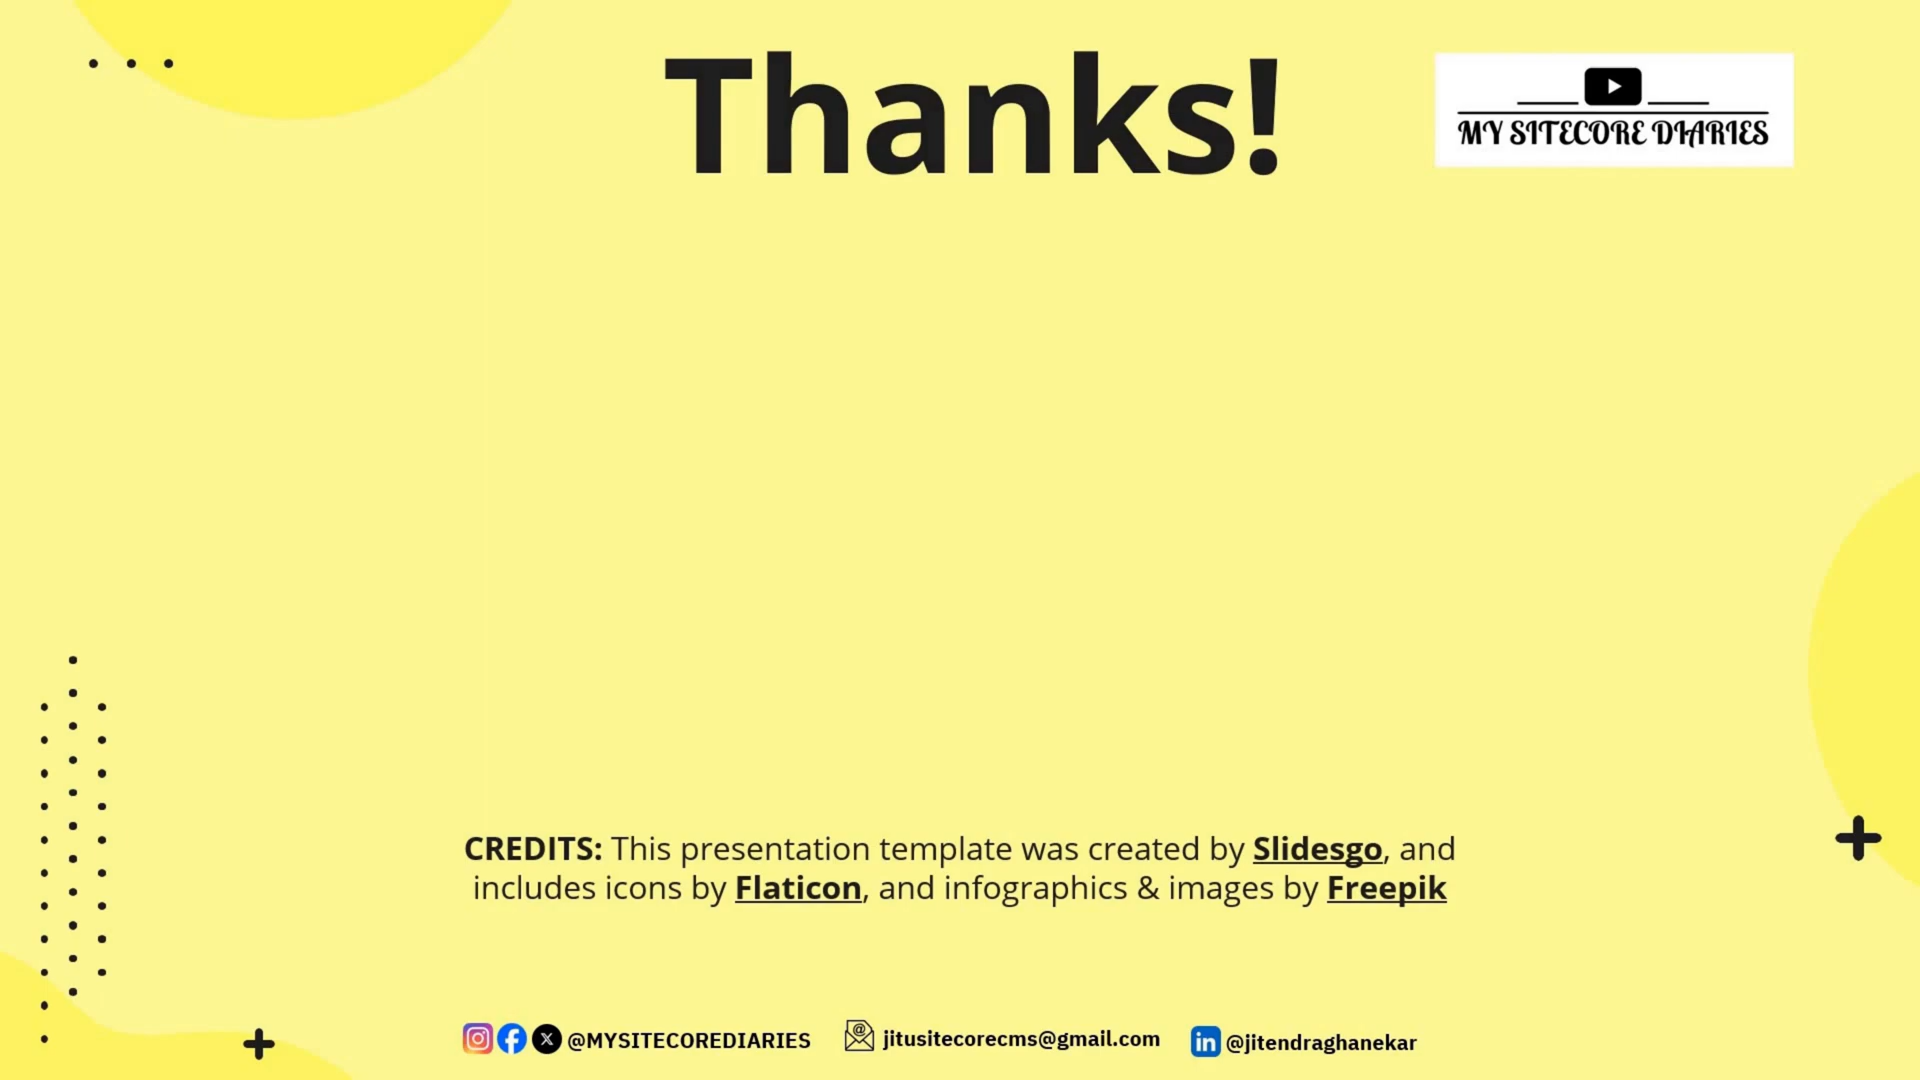 Thanks!
MY SITECORE DIARIES
CREDITS: This presentation template was created by Slidesgo, and
includes icons by Flaticon, and infographics & images by Freepik
@MYSITECOREDIARIES jitusitecorecms@gmail.com @jitendraghanekar